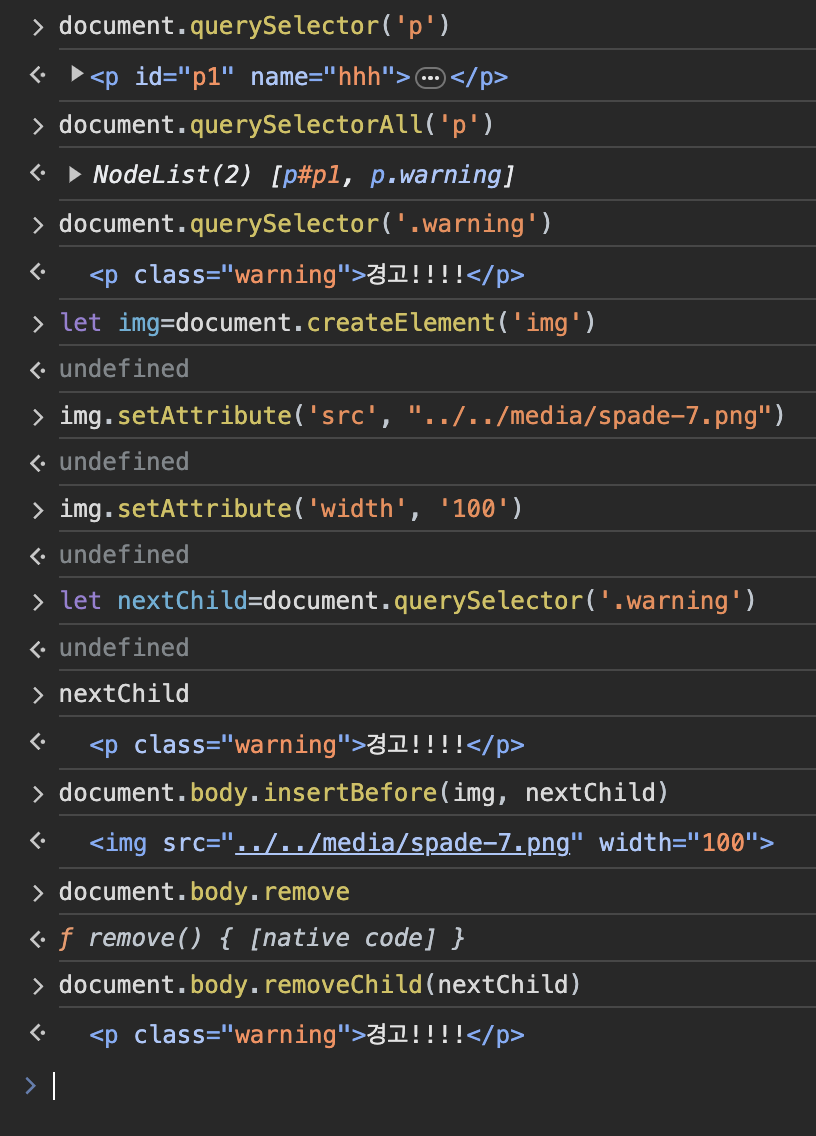 document.querySelector('p')
<p id="p1" name="hhh">…</p>
document.querySelectorAll('p')
NodeList(2) [p#p1, p.warning]
document.querySelector('.warning')
<p class="warning">경고!!!!</p>
let img=document.createElement('img')
undefined
img.setAttribute('src', "../../media/spade-7.png")
undefined
img.setAttribute('width', '100')
undefined
let nextChild=document.querySelector('.warning')
undefined
nextChild
<p class="warning">경고!!!!</p>
document.body.insertBefore(img, nextChild)
<img src="../../media/spade-7.png" width="100">
document.body.remove
ƒ remove() { [native code] }
document.body.removeChild(nextChild)
<p class="warning">경고!!!!</p>